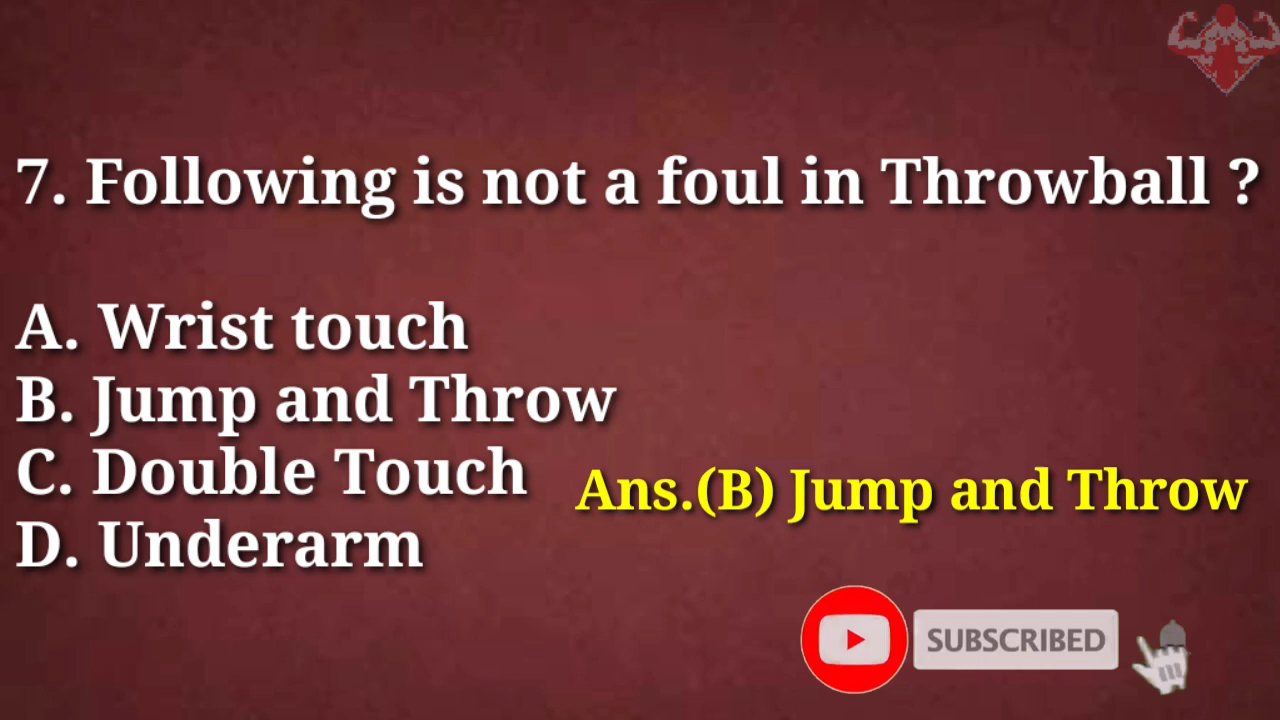 7. Following is not a foul in Throwball ?
A. Wrist touch
B. Jump and Throw
C. Double Touch
D. Underarm
Ans.(B) Jump and Throw
SUBSCRIBED